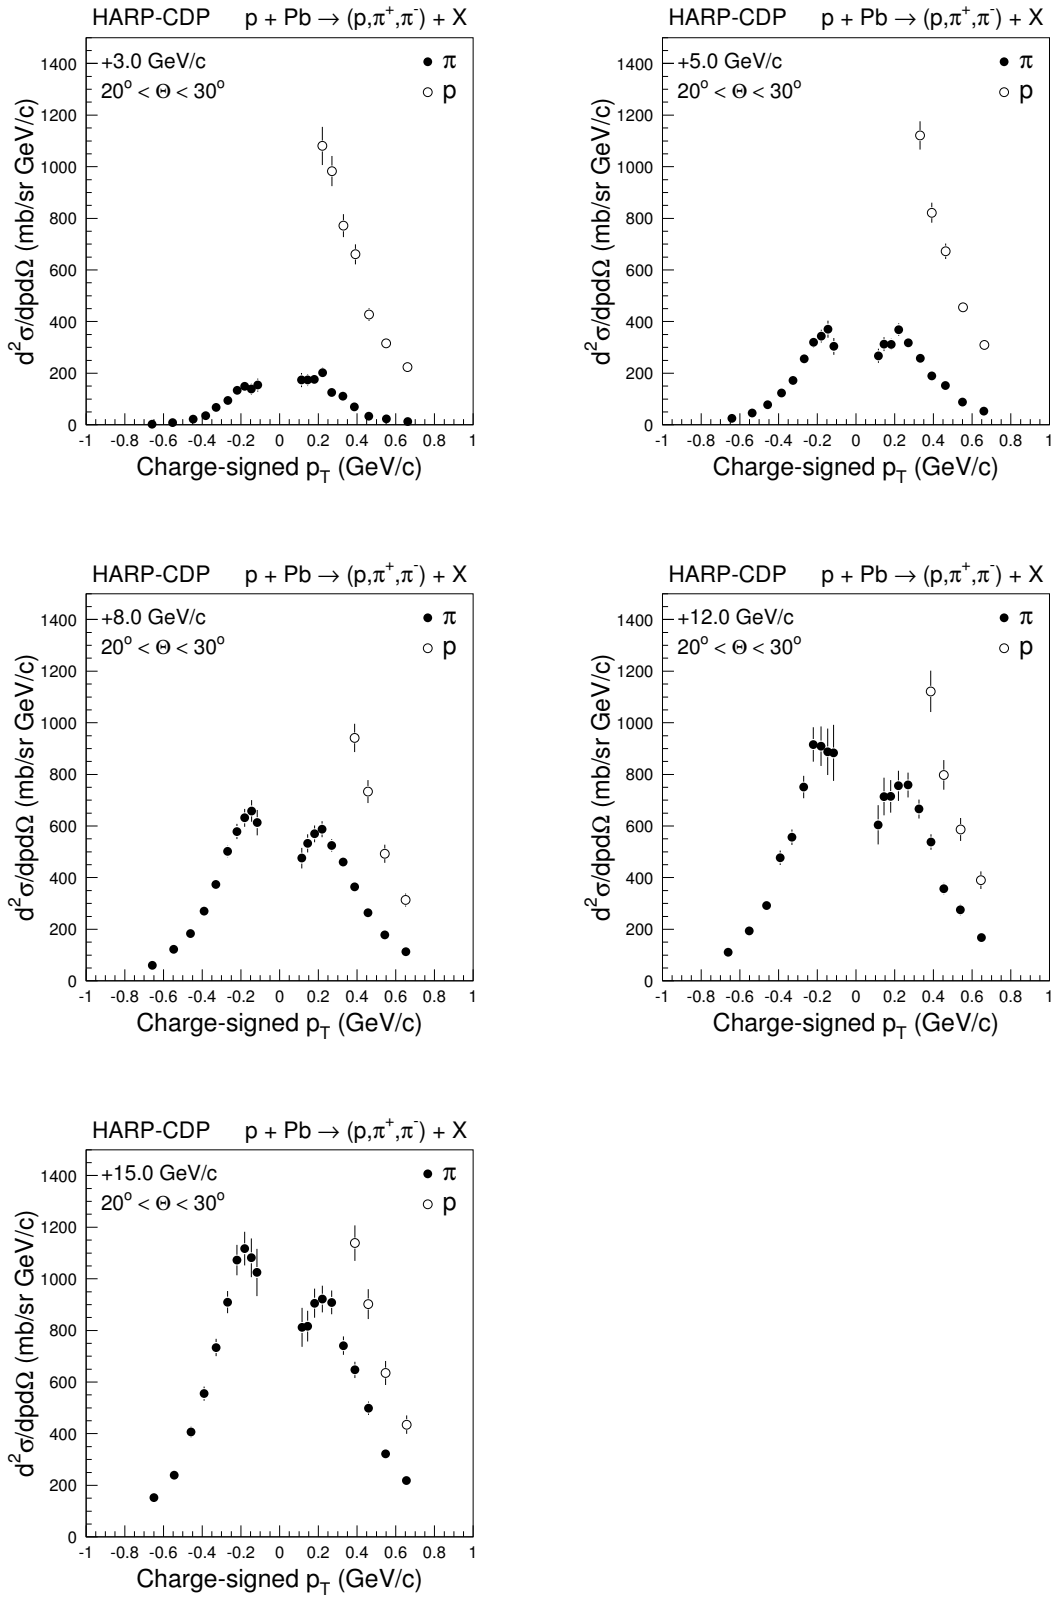 HARP-CDP p + Pb → (p,π⁺,π⁻) + X
+3.0 GeV/c
20° < Θ < 30°
π
p
d²σ/dpdΩ (mb/sr GeV/c)
1400
1200
1000
800
600
400
200
0
-1 -0.8 -0.6 -0.4 -0.2 0 0.2 0.4 0.6 0.8 1
Charge-signed p_T (GeV/c)
HARP-CDP p + Pb → (p,π⁺,π⁻) + X
+5.0 GeV/c
20° < Θ < 30°
π
p
d²σ/dpdΩ (mb/sr GeV/c)
1400
1200
1000
800
600
400
200
0
-1 -0.8 -0.6 -0.4 -0.2 0 0.2 0.4 0.6 0.8 1
Charge-signed p_T (GeV/c)
HARP-CDP p + Pb → (p,π⁺,π⁻) + X
+8.0 GeV/c
20° < Θ < 30°
π
p
d²σ/dpdΩ (mb/sr GeV/c)
1400
1200
1000
800
600
400
200
0
-1 -0.8 -0.6 -0.4 -0.2 0 0.2 0.4 0.6 0.8 1
Charge-signed p_T (GeV/c)
HARP-CDP p + Pb → (p,π⁺,π⁻) + X
+12.0 GeV/c
20° < Θ < 30°
π
p
d²σ/dpdΩ (mb/sr GeV/c)
1400
1200
1000
800
600
400
200
0
-1 -0.8 -0.6 -0.4 -0.2 0 0.2 0.4 0.6 0.8 1
Charge-signed p_T (GeV/c)
HARP-CDP p + Pb → (p,π⁺,π⁻) + X
+15.0 GeV/c
20° < Θ < 30°
π
p
d²σ/dpdΩ (mb/sr GeV/c)
1400
1200
1000
800
600
400
200
0
-1 -0.8 -0.6 -0.4 -0.2 0 0.2 0.4 0.6 0.8 1
Charge-signed p_T (GeV/c)